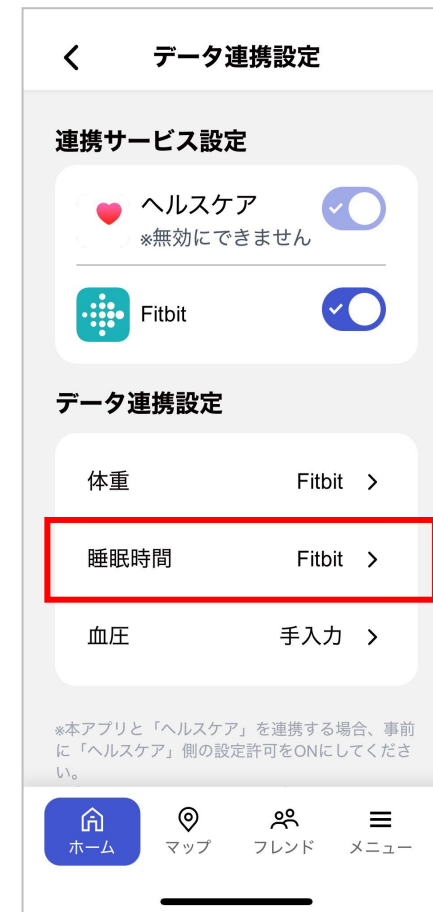 データ連携設定
連携サービス設定
ヘルスケア
※無効にできません
Fitbit
データ連携設定
体重 Fitbit
睡眠時間 Fitbit
血圧 手入力
※本アプリと「ヘルスケア」を連携する場合、事前
に「ヘルスケア」側の設定許可をONにしてくださ
い。
ホーム マップ フレンド メニュー